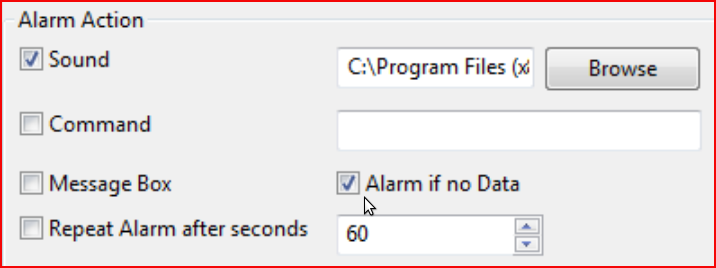 Alarm Action
Sound C:\Program Files (x Browse
Command
Message Box Alarm if no Data
Repeat Alarm after seconds 60